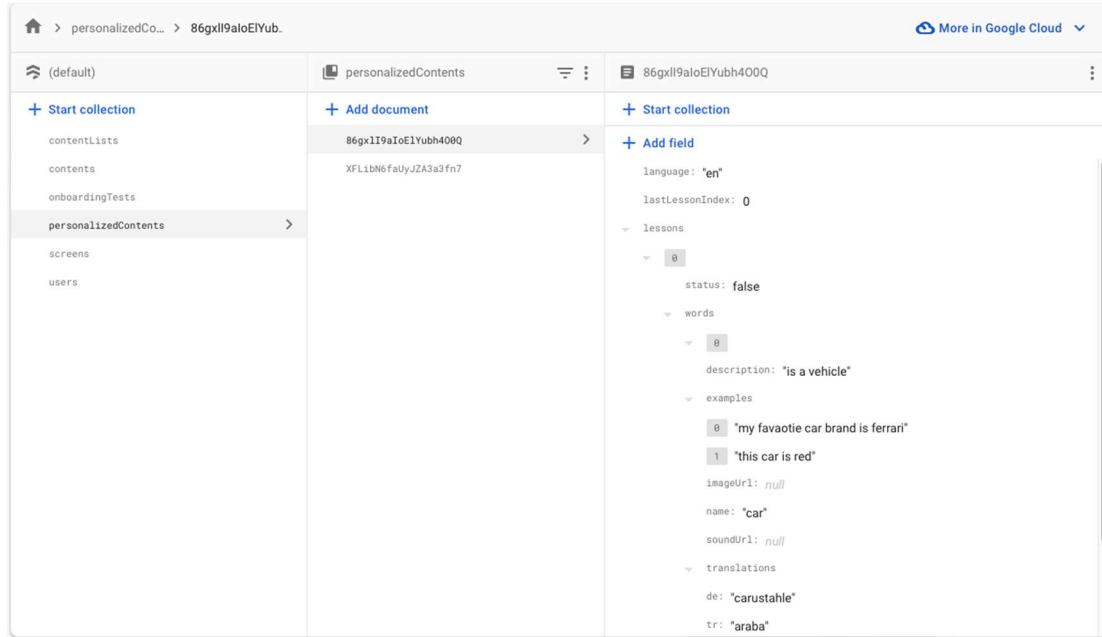 personalizedCo... > 86gxlI9aIoElYub.
More in Google Cloud
(default)
personalizedContents
86gxlI9aIoElYubh4O0Q
+ Start collection
+ Add document
+ Start collection
contentLists
contents
onboardingTests
personalizedContents
screens
users
86gxlI9aIoElYubh4O0Q
XFLibN6faUyJZA3a3fn7
+ Add field
language: "en"
lastLessonIndex: 0
lessons
0
status: false
words
0
description: "is a vehicle"
examples
0 "my favaotie car brand is ferrari"
1 "this car is red"
imageUrl: null
name: "car"
soundUrl: null
translations
de: "carustahle"
tr: "araba"